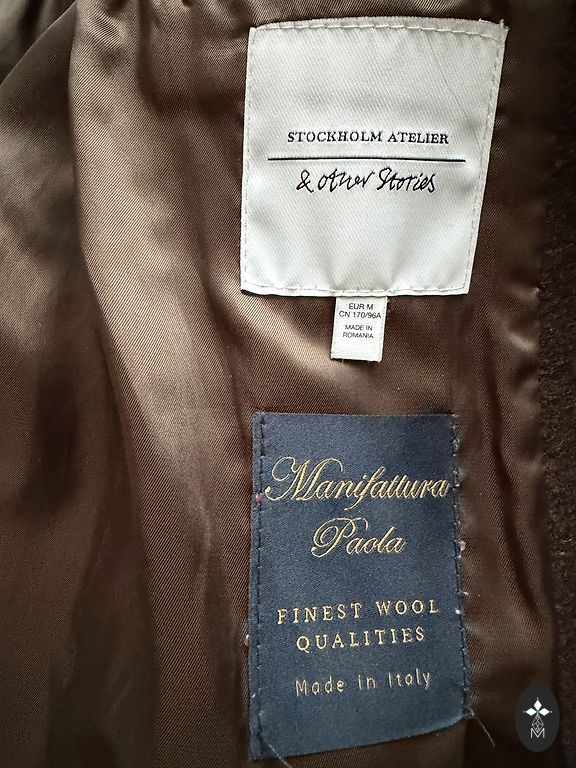 STOCKHOLM ATELIER
& other Stories
EUR M
CN 170/96A
MADE IN
ROMANIA
Manifattura
Paola
FINEST WOOL
QUALITIES
Made in Italy
M